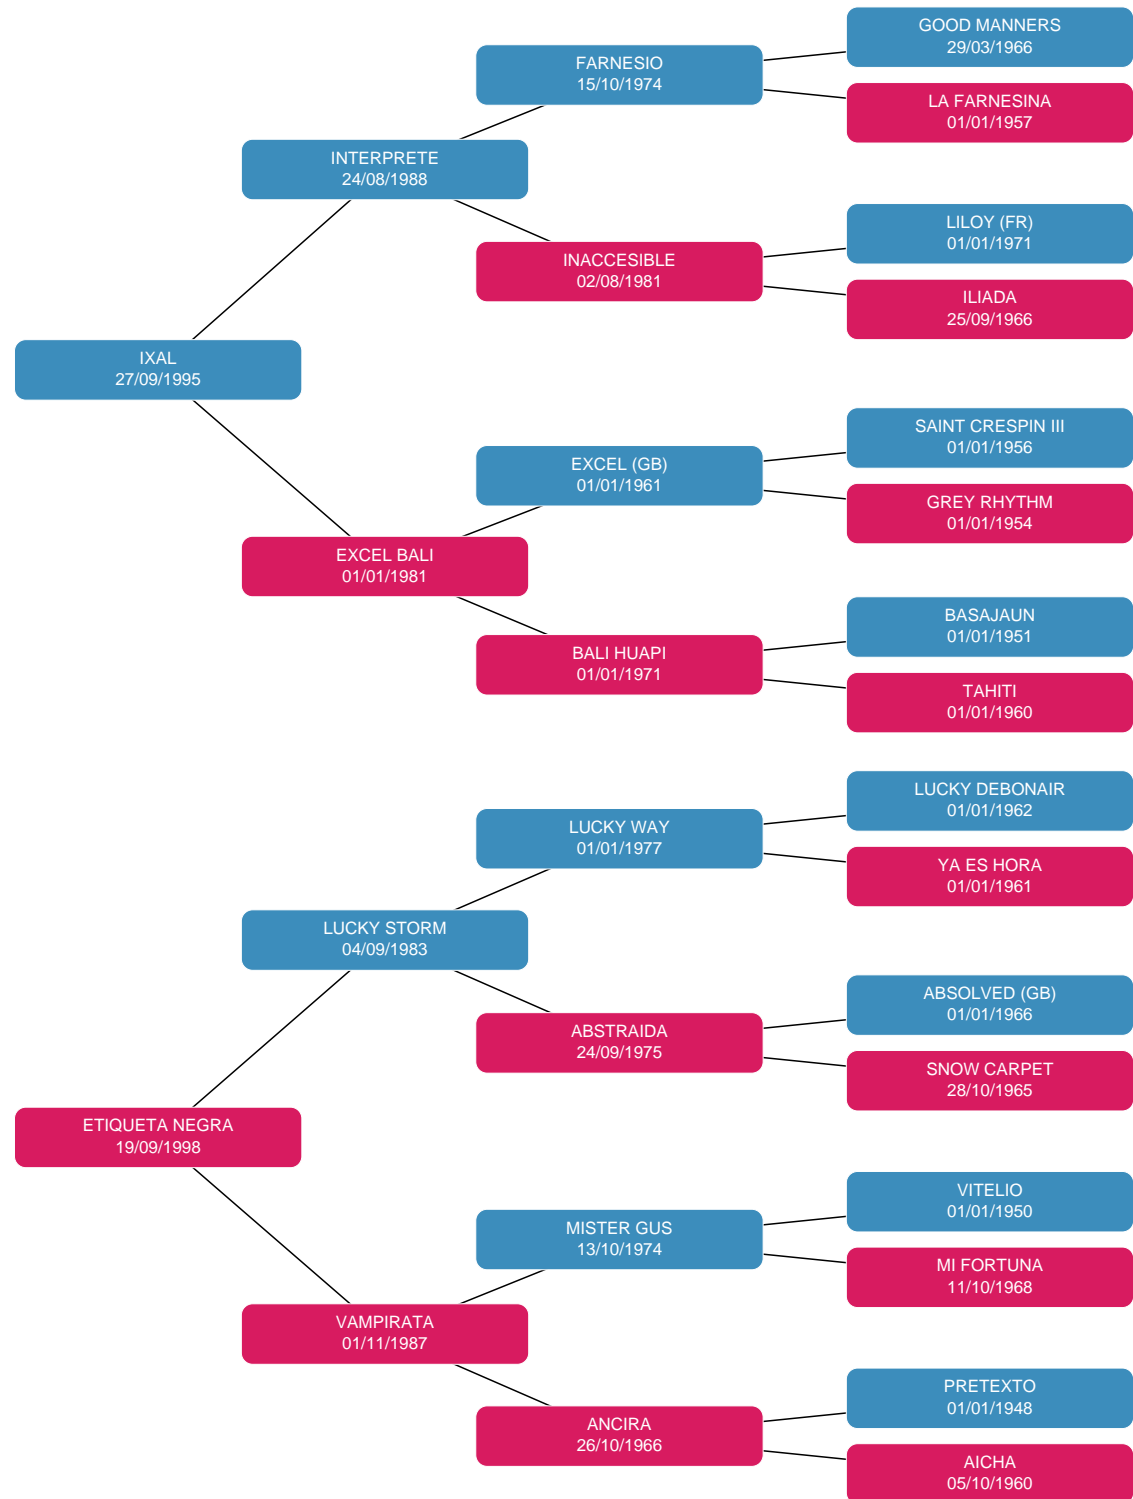 GOOD MANNERS
29/03/1966
FARNESIO
15/10/1974
LA FARNESINA
01/01/1957
INTERPRETE
24/08/1988
LILOY (FR)
01/01/1971
INACCESIBLE
02/08/1981
ILIADA
25/09/1966
IXAL
27/09/1995
SAINT CRESPIN III
01/01/1956
EXCEL (GB)
01/01/1961
GREY RHYTHM
01/01/1954
EXCEL BALI
01/01/1981
BASAJAUN
01/01/1951
BALI HUAPI
01/01/1971
TAHITI
01/01/1960
LUCKY DEBONAIR
01/01/1962
LUCKY WAY
01/01/1977
YA ES HORA
01/01/1961
LUCKY STORM
04/09/1983
ABSOLVED (GB)
01/01/1966
ABSTRAIDA
24/09/1975
SNOW CARPET
28/10/1965
ETIQUETA NEGRA
19/09/1998
VITELIO
01/01/1950
MISTER GUS
13/10/1974
MI FORTUNA
11/10/1968
VAMPIRATA
01/11/1987
PRETEXTO
01/01/1948
ANCIRA
26/10/1966
AICHA
05/10/1960